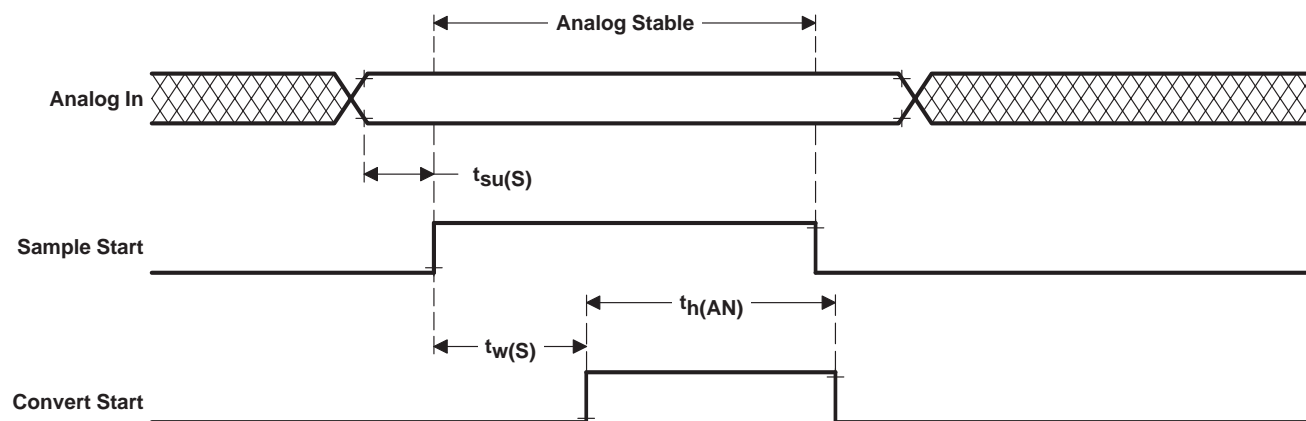 Analog Stable
Analog In
tsu(S)
Sample Start
th(AN)
tw(S)
Convert Start